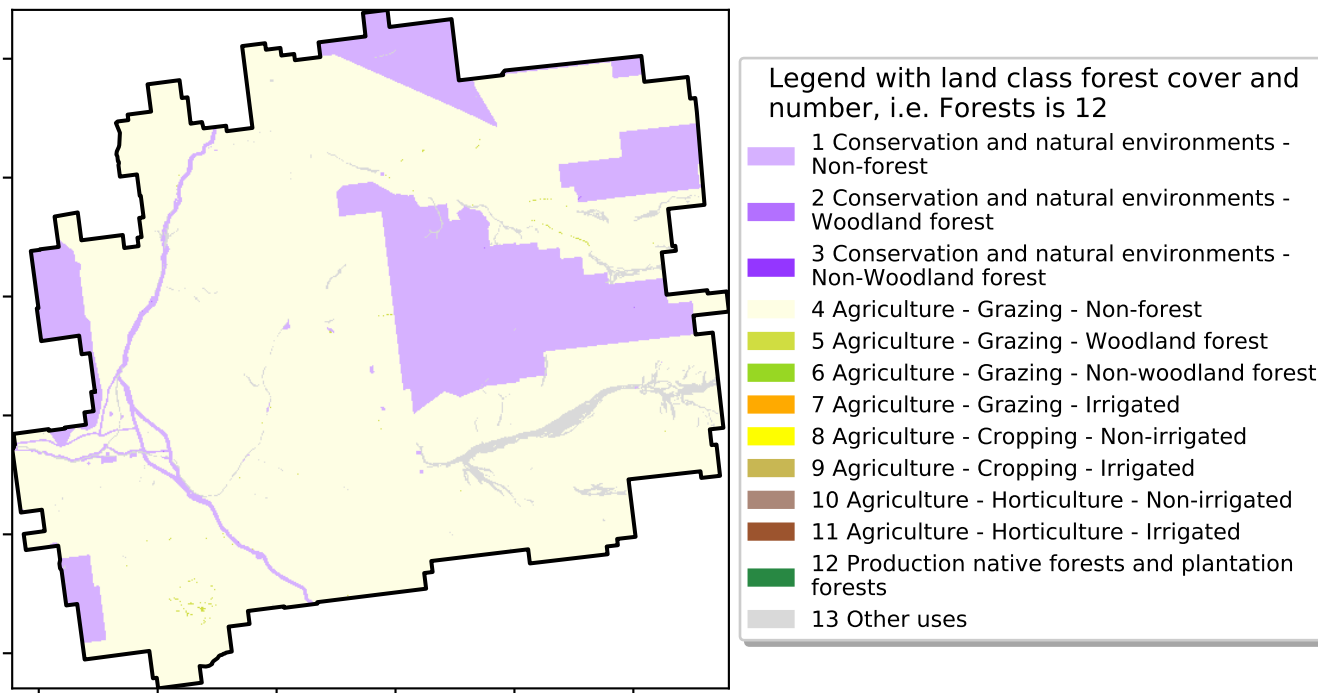 Legend with land class forest cover and
number, i.e. Forests is 12
1 Conservation and natural environments -
Non-forest
2 Conservation and natural environments -
Woodland forest
3 Conservation and natural environments -
Non-Woodland forest
4 Agriculture - Grazing - Non-forest
5 Agriculture - Grazing - Woodland forest
6 Agriculture - Grazing - Non-woodland forest
7 Agriculture - Grazing - Irrigated
8 Agriculture - Cropping - Non-irrigated
9 Agriculture - Cropping - Irrigated
10 Agriculture - Horticulture - Non-irrigated
11 Agriculture - Horticulture - Irrigated
12 Production native forests and plantation
forests
13 Other uses